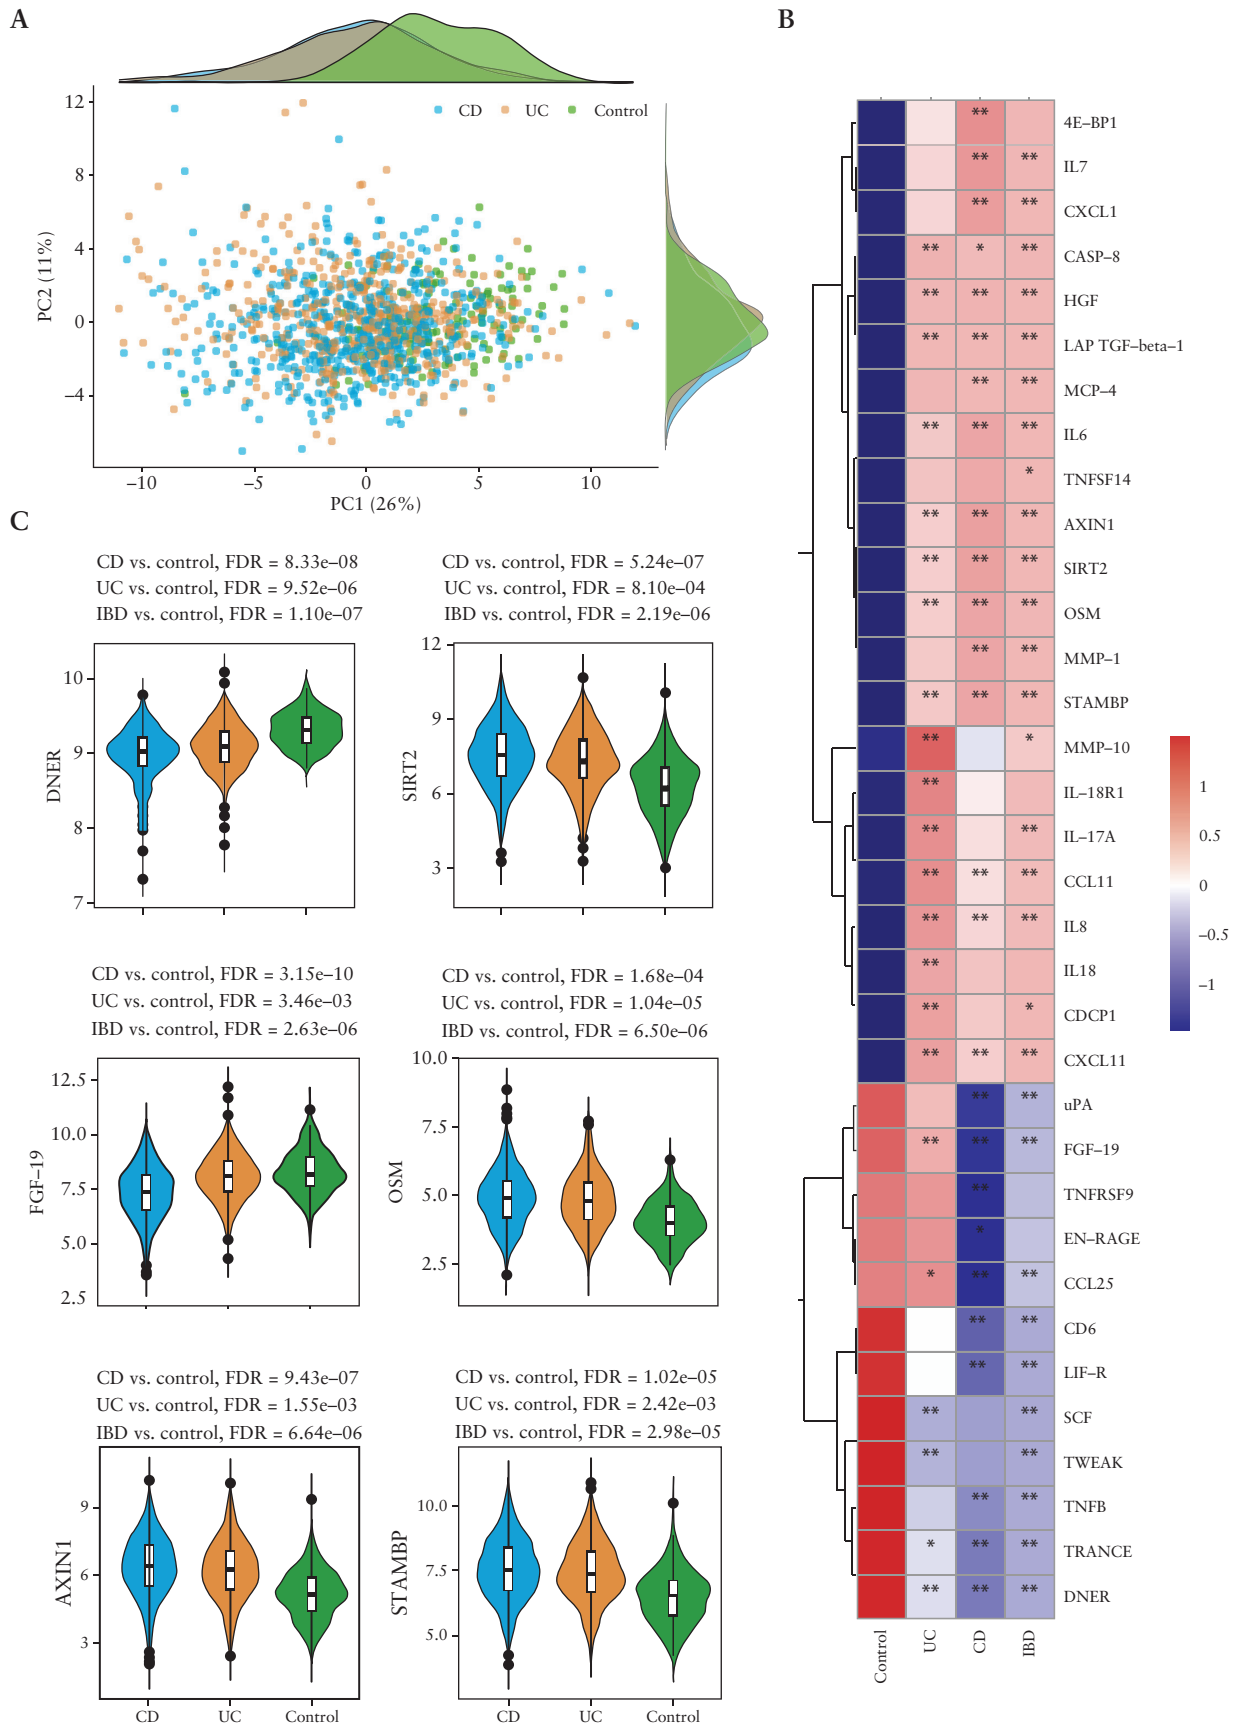 A
12
8
4
0
−4
PC2 (11%)
CD UC Control
−10 −5 0 5 10
PC1 (26%)
B
** 4E–BP1
** ** IL7
** ** CXCL1
** * ** CASP–8
** ** ** HGF
** ** ** LAP TGF–beta–1
** ** MCP–4
** ** ** IL6
* TNFSF14
** ** ** AXIN1
** ** ** SIRT2
** ** ** OSM
** ** MMP–1
** ** ** STAMBP
** * MMP–10
** IL–18R1
** ** IL–17A
** ** ** CCL11
** ** ** IL8
** IL18
** * CDCP1
** ** ** CXCL11
** ** uPA
** ** ** FGF–19
** TNFRSF9
* EN–RAGE
* ** ** CCL25
** ** CD6
** ** LIF–R
** ** SCF
** ** TWEAK
** ** TNFB
* ** ** TRANCE
** ** ** DNER
Control UC CD IBD
1
0.5
0
−0.5
−1
C
CD vs. control, FDR = 8.33e–08
UC vs. control, FDR = 9.52e–06
IBD vs. control, FDR = 1.10e–07
10
9
8
7
DNER
CD vs. control, FDR = 5.24e–07
UC vs. control, FDR = 8.10e–04
IBD vs. control, FDR = 2.19e–06
12
9
6
3
SIRT2
CD vs. control, FDR = 3.15e–10
UC vs. control, FDR = 3.46e–03
IBD vs. control, FDR = 2.63e–06
12.5
10.0
7.5
5.0
2.5
FGF–19
CD vs. control, FDR = 1.68e–04
UC vs. control, FDR = 1.04e–05
IBD vs. control, FDR = 6.50e–06
10.0
7.5
5.0
2.5
OSM
CD vs. control, FDR = 9.43e–07
UC vs. control, FDR = 1.55e–03
IBD vs. control, FDR = 6.64e–06
9
6
3
AXIN1
CD UC Control
CD vs. control, FDR = 1.02e–05
UC vs. control, FDR = 2.42e–03
IBD vs. control, FDR = 2.98e–05
10.0
7.5
5.0
STAMBP
CD UC Control